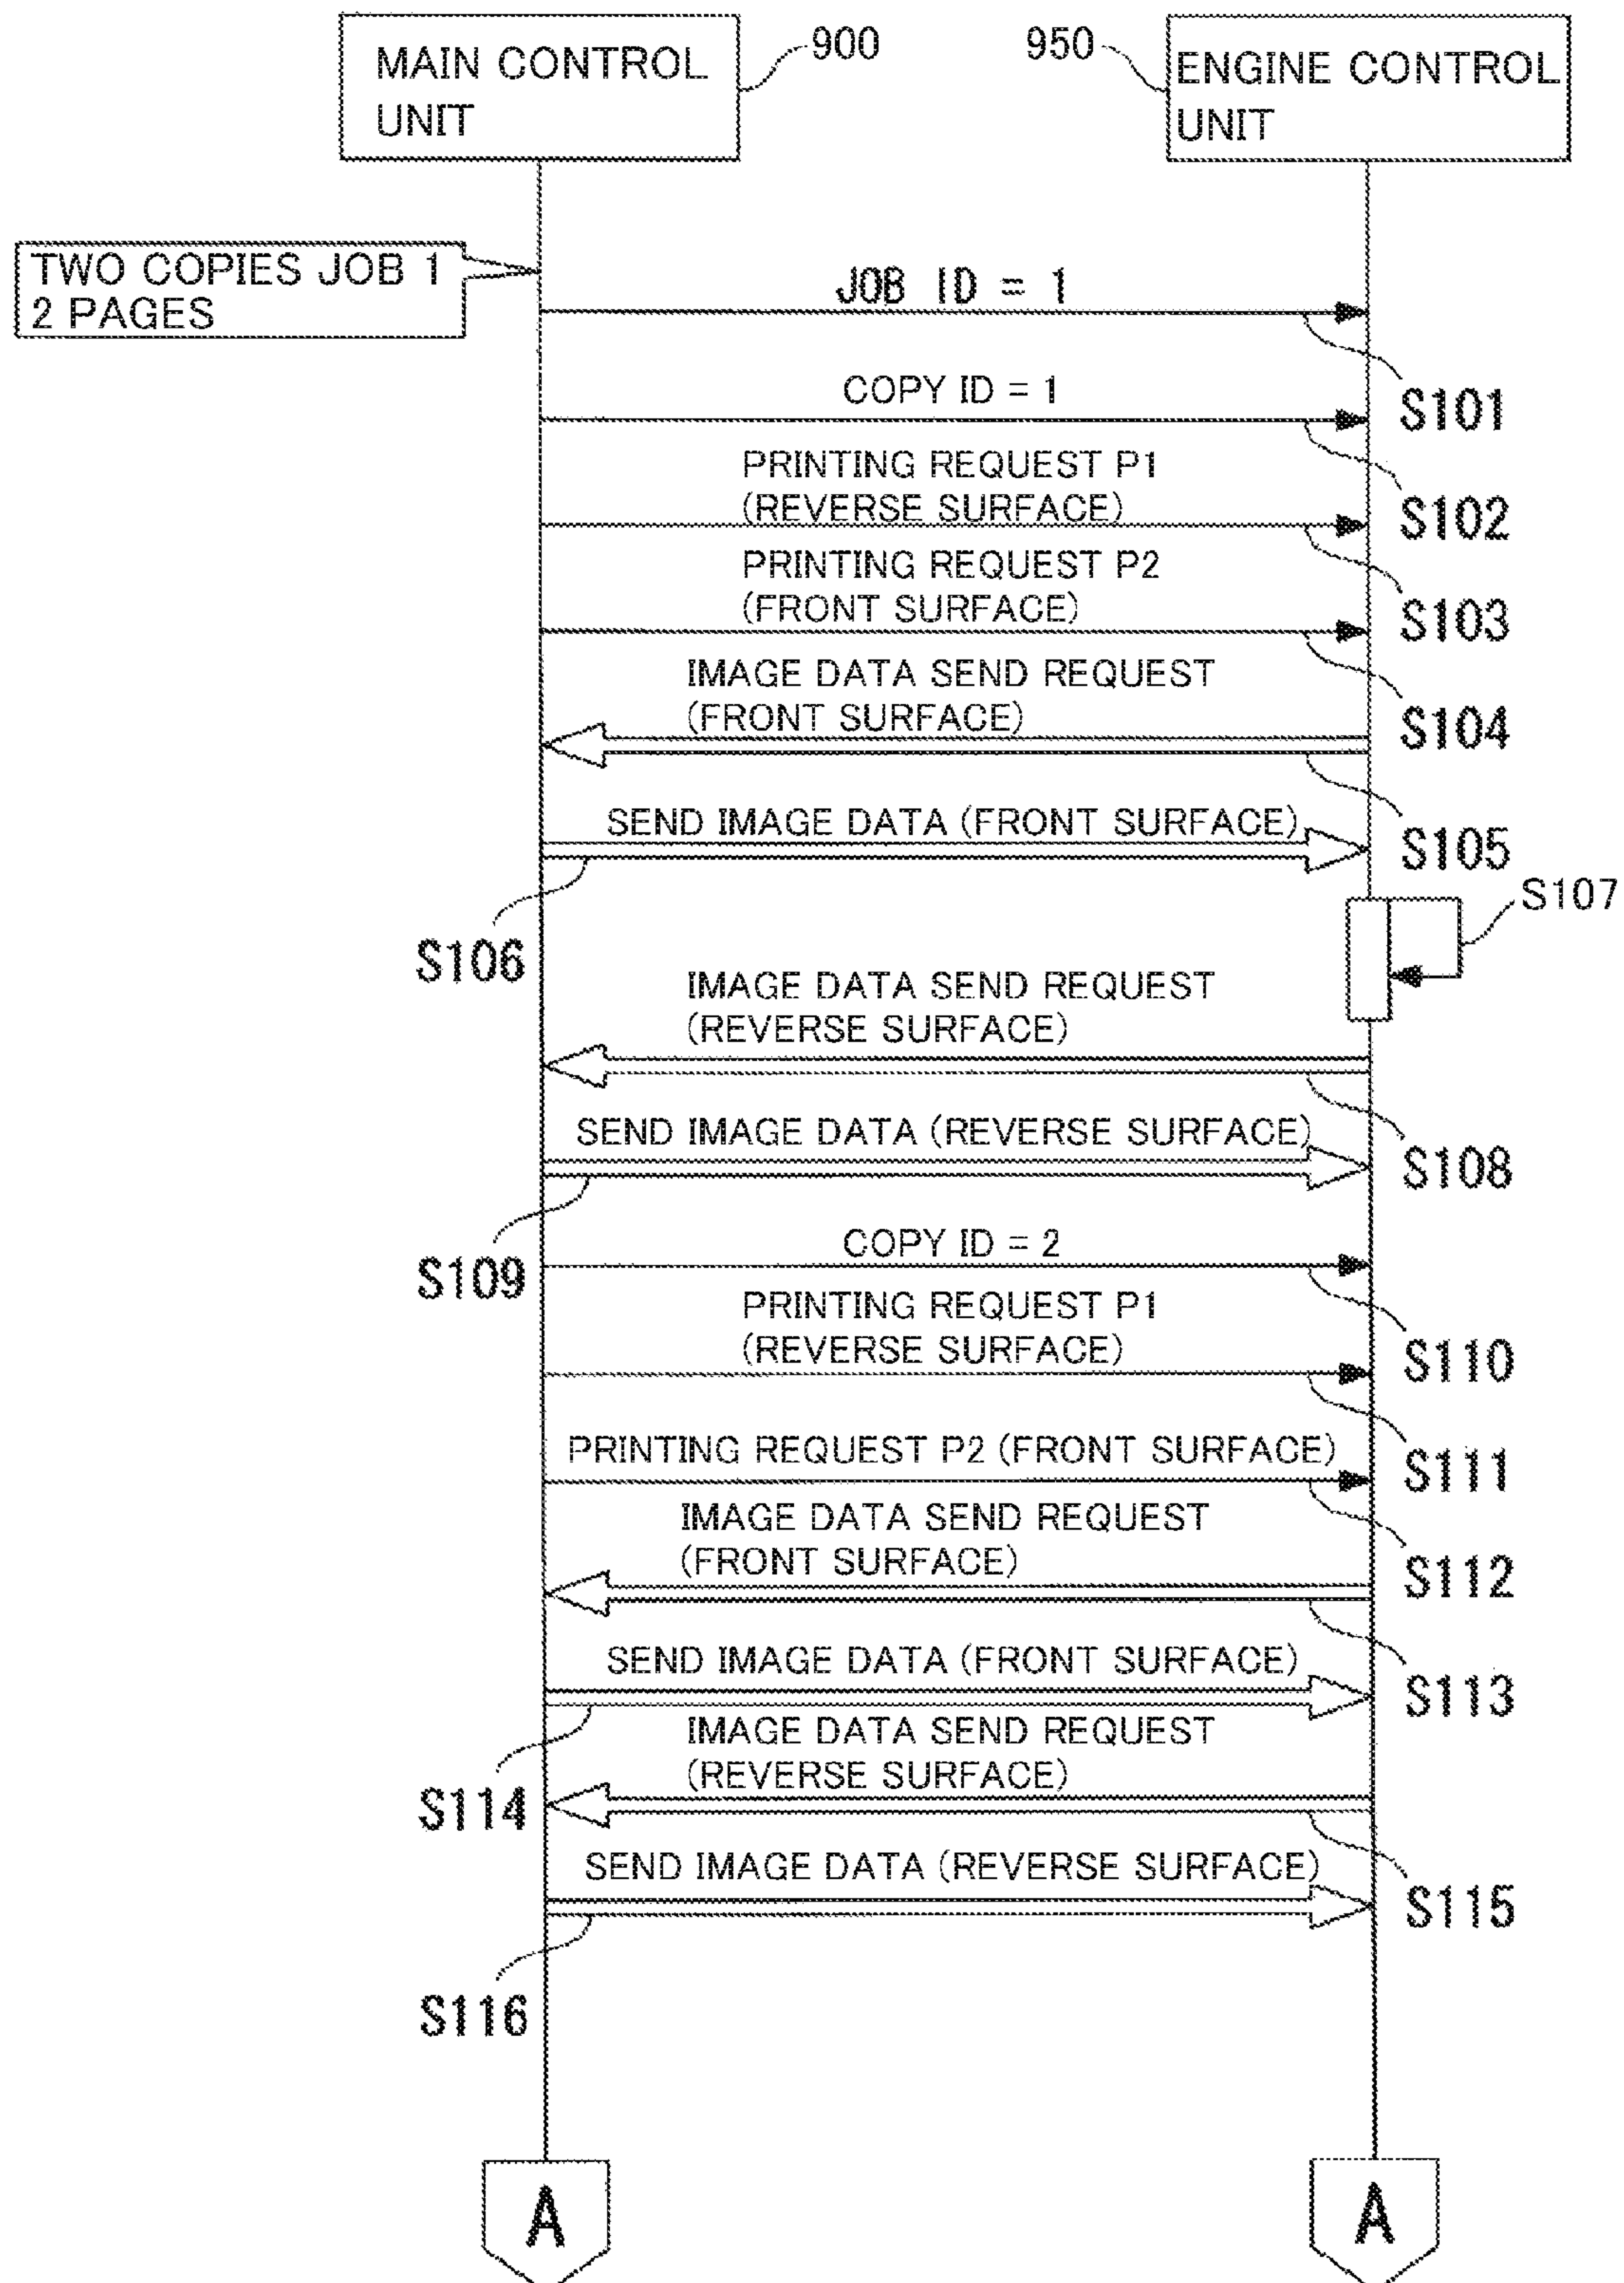 MAIN CONTROL
UNIT
900
950
ENGINE CONTROL
UNIT
TWO COPIES JOB 1
2 PAGES
JOB ID = 1
S101
COPY ID = 1
S102
PRINTING REQUEST P1
(REVERSE SURFACE)
S103
PRINTING REQUEST P2
(FRONT SURFACE)
S104
IMAGE DATA SEND REQUEST
(FRONT SURFACE)
S105
SEND IMAGE DATA (FRONT SURFACE)
S106
S107
IMAGE DATA SEND REQUEST
(REVERSE SURFACE)
S108
SEND IMAGE DATA (REVERSE SURFACE)
S109
COPY ID = 2
S110
PRINTING REQUEST P1
(REVERSE SURFACE)
S111
PRINTING REQUEST P2 (FRONT SURFACE)
S112
IMAGE DATA SEND REQUEST
(FRONT SURFACE)
S113
SEND IMAGE DATA (FRONT SURFACE)
S114
IMAGE DATA SEND REQUEST
(REVERSE SURFACE)
S115
SEND IMAGE DATA (REVERSE SURFACE)
S116
A
A